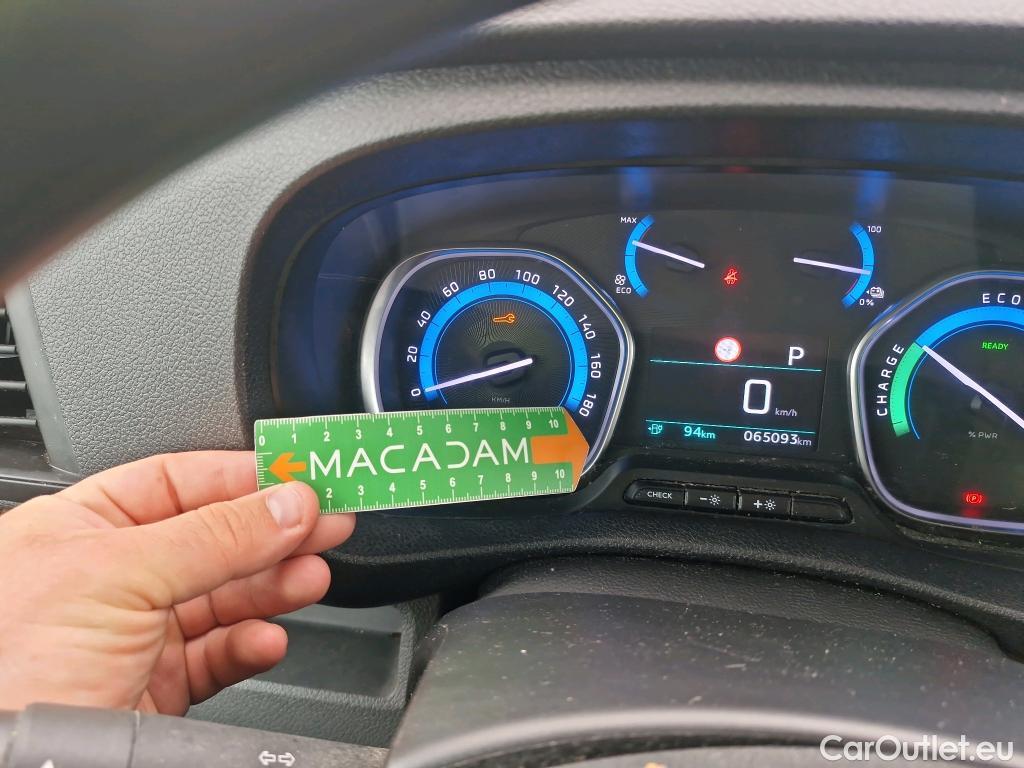 MAX
ECO
100
0%
0 20 40 60 80 100 120 140 160 180
KM/H
P
0 km/h
94km 065093km
CHARGE ECO
READY
% PWR
(P)
CHECK
0 1 2 3 4 5 6 7 8 9 10
MACADAM
2 3 4 5 6 7 8 9 10
CarOutlet.eu